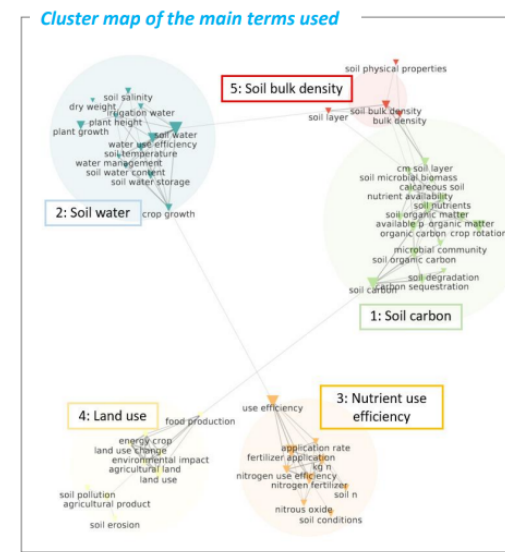 Cluster map of the main terms used
soil physical properties
5: Soil bulk density
soil bulk density
soil layer
bulk density
soil salinity
dry weight
irrigation water
plant height
plant growth
soil water
water use efficiency
soil temperature
water management
soil water content
soil water storage
2: Soil water
crop growth
cm soil layer
soil microbial biomass
calcareous soil
nutrient availability
soil nutrients
soil organic matter
available p organic matter
organic carbon crop rotation
microbial community
soil organic carbon
soil degradation
carbon sequestration
soil carbon
1: Soil carbon
4: Land use
food production
energy crop
land use change
environmental impact
agricultural land
land use
soil pollution
agricultural product
soil erosion
3: Nutrient use
efficiency
use efficiency
application rate
fertilizer application
kg n
nitrogen use efficiency
nitrogen fertilizer
soil n
nitrous oxide
soil conditions